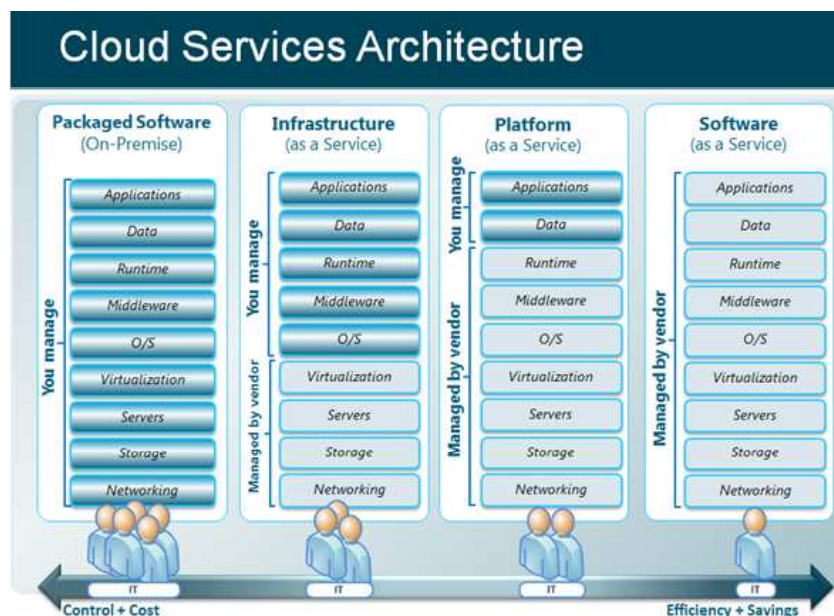 Cloud Services Architecture
Packaged Software
(On-Premise)
You manage
Applications
Data
Runtime
Middleware
O/S
Virtualization
Servers
Storage
Networking
Infrastructure
(as a Service)
You manage
Managed by vendor
Applications
Data
Runtime
Middleware
O/S
Virtualization
Servers
Storage
Networking
Platform
(as a Service)
You manage
Managed by vendor
Applications
Data
Runtime
Middleware
O/S
Virtualization
Servers
Storage
Networking
Software
(as a Service)
Managed by vendor
Applications
Data
Runtime
Middleware
O/S
Virtualization
Servers
Storage
Networking
IT
IT
IT
IT
Control + Cost
Efficiency + Savings